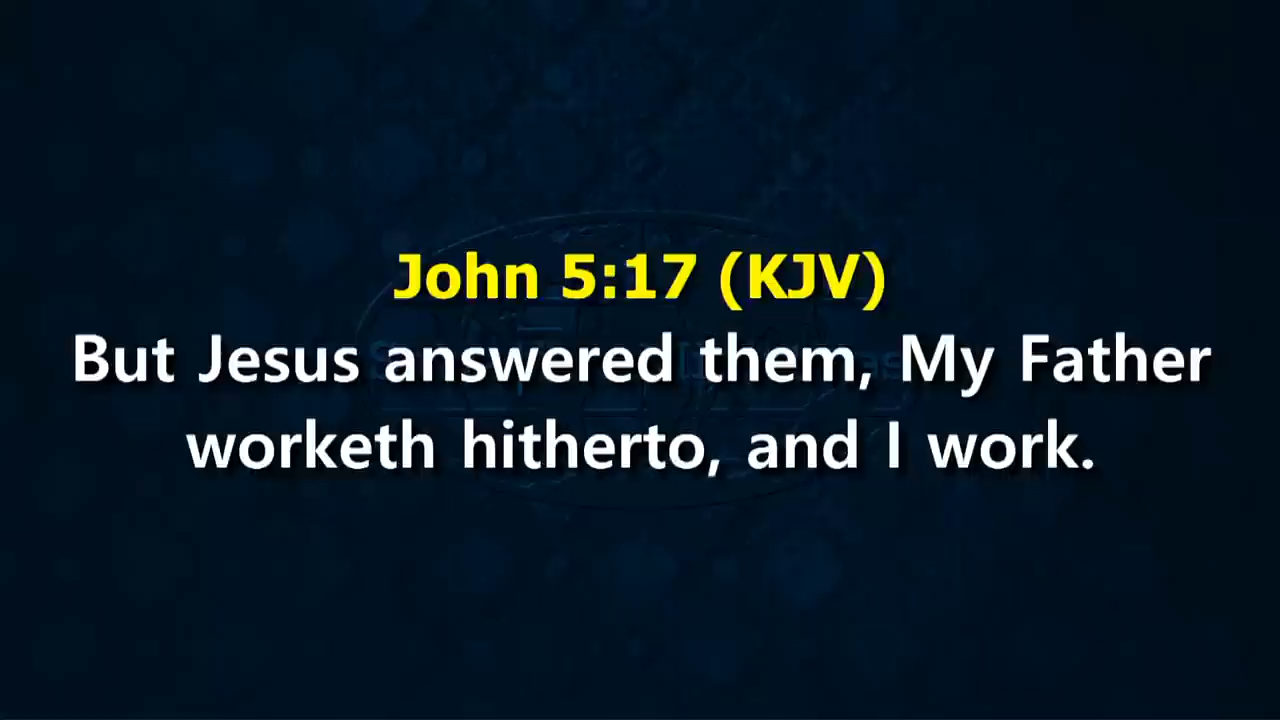 John 5:17 (KJV)
But Jesus answered them, My Father
worketh hitherto, and I work.